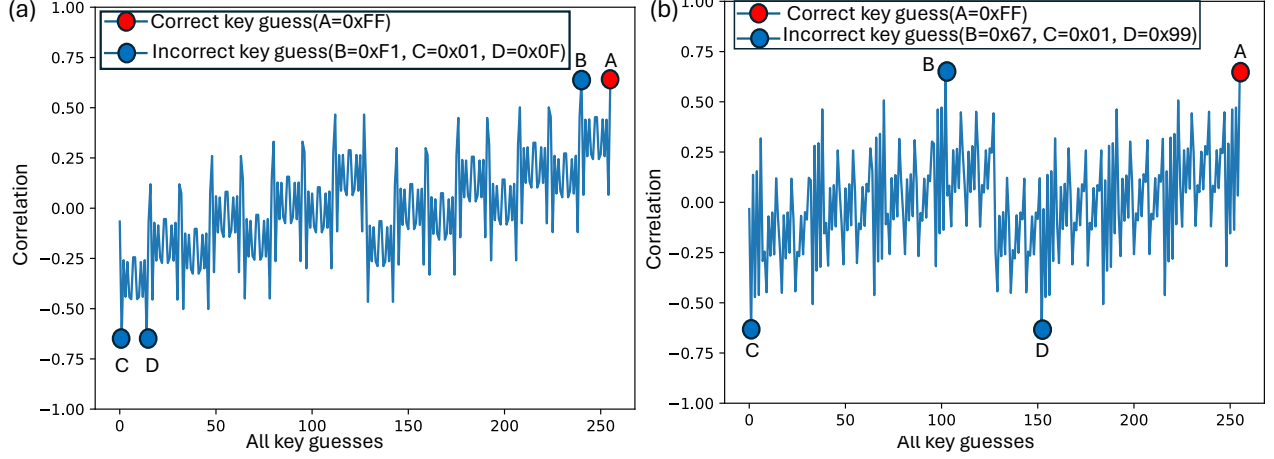 (a)
Correct key guess(A=0xFF)
Incorrect key guess(B=0xF1, C=0x01, D=0x0F)
1.00
0.75
0.50
0.25
0.00
−0.25
−0.50
−0.75
−1.00
Correlation
B
A
C
D
0
50
100
150
200
250
All key guesses
(b)
Correct key guess(A=0xFF)
Incorrect key guess(B=0x67, C=0x01, D=0x99)
1.00
0.75
0.50
0.25
0.00
−0.25
−0.50
−0.75
−1.00
Correlation
B
A
C
D
0
50
100
150
200
250
All key guesses